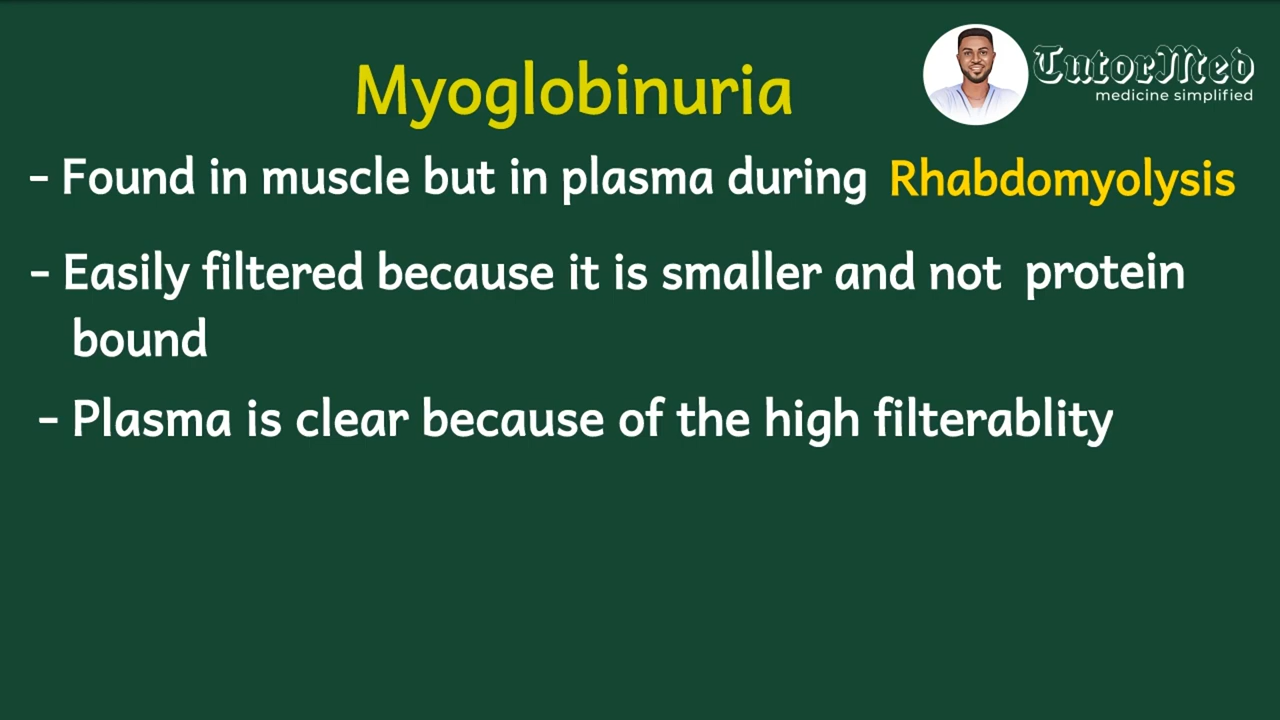 Myoglobinuria
TutorMed
medicine simplified
- Found in muscle but in plasma during Rhabdomyolysis
- Easily filtered because it is smaller and not protein
bound
- Plasma is clear because of the high filterablity